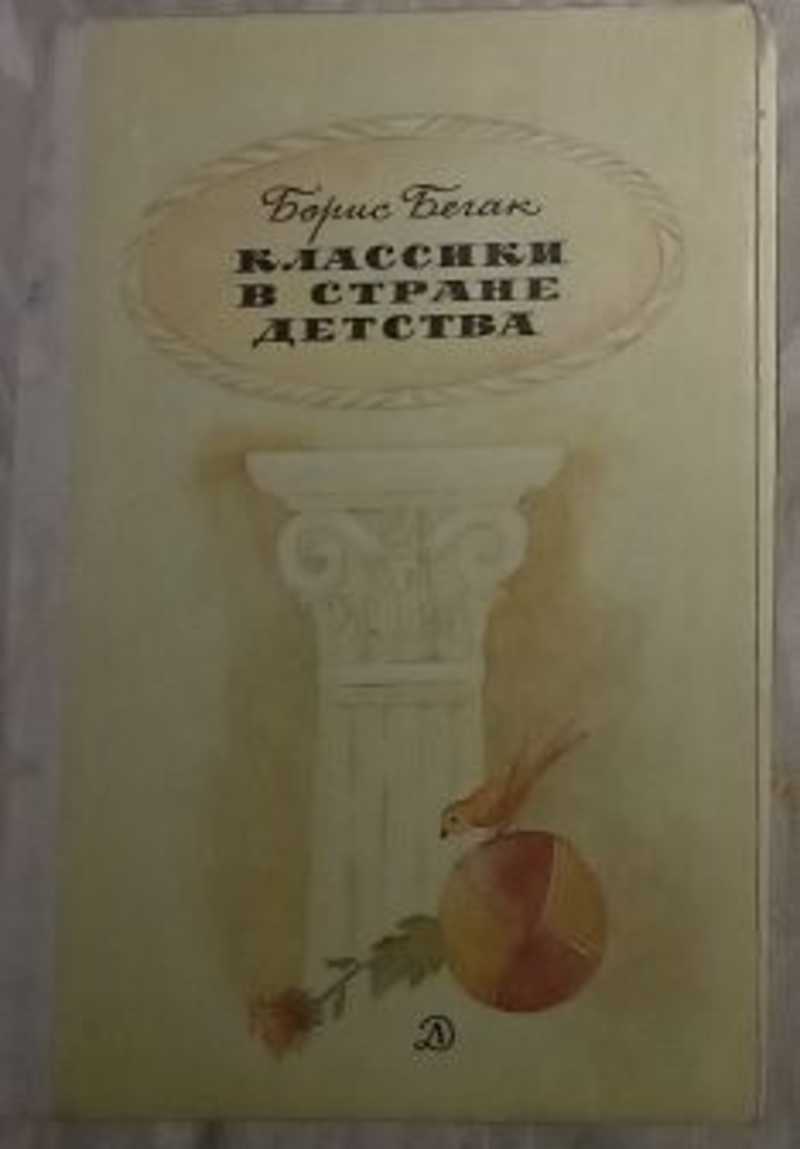 Борис Бегак
КЛАССИКИ
В СТРАНЕ
ДЕТСТВА
Д